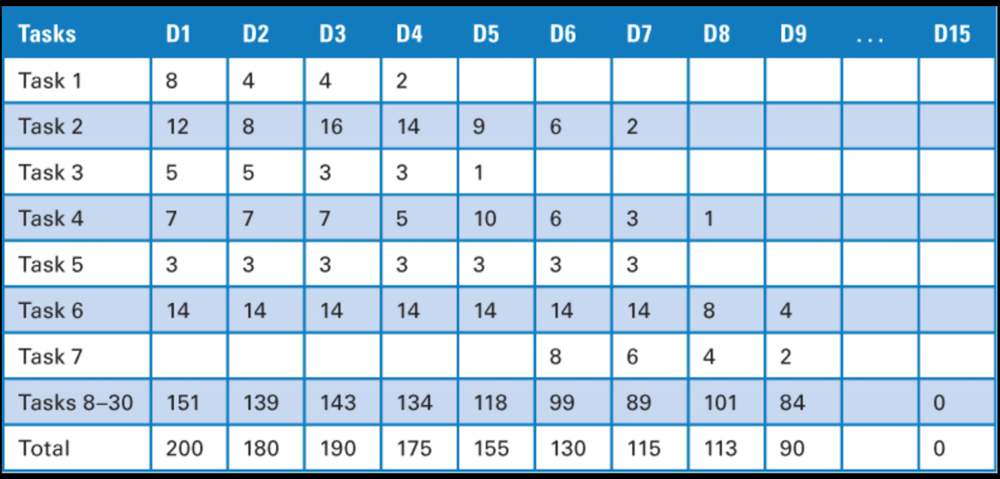 Tasks D1 D2 D3 D4 D5 D6 D7 D8 D9 ... D15
Task 1 8 4 4 2
Task 2 12 8 16 14 9 6 2
Task 3 5 5 3 3 1
Task 4 7 7 7 5 10 6 3 1
Task 5 3 3 3 3 3 3 3
Task 6 14 14 14 14 14 14 14 8 4
Task 7 8 6 4 2
Tasks 8–30 151 139 143 134 118 99 89 101 84 0
Total 200 180 190 175 155 130 115 113 90 0